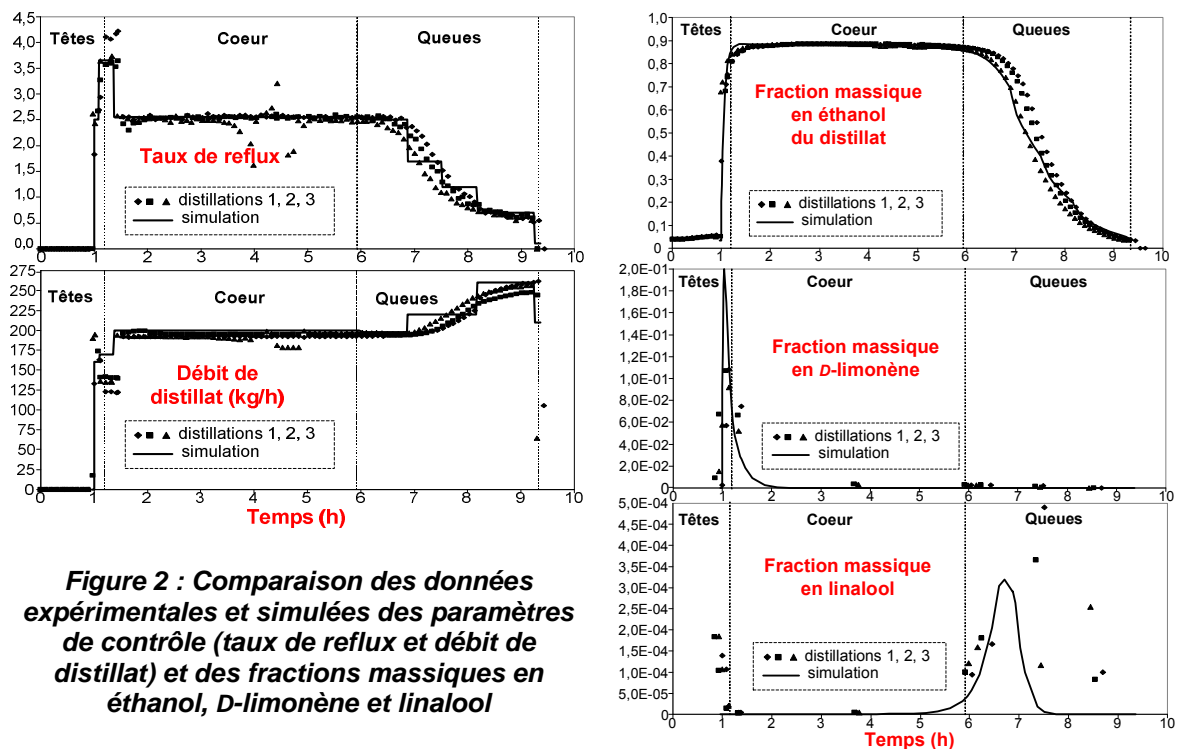 4,5
4,0
3,5
3,0
2,5
2,0
1,5
1,0
0,5
0,0
Têtes
Coeur
Queues
Taux de reflux
distillations 1, 2, 3
simulation
0 1 2 3 4 5 6 7 8 9 10
275
250
225
200
175
150
125
100
75
50
25
0
Têtes
Coeur
Queues
Débit de
distillat (kg/h)
distillations 1, 2, 3
simulation
0 1 2 3 4 5 6 7 8 9 10
Temps (h)
Figure 2 : Comparaison des données
expérimentales et simulées des paramètres
de contrôle (taux de reflux et débit de
distillat) et des fractions massiques en
éthanol, D-limonène et linalool
1,0
0,9
0,8
0,7
0,6
0,5
0,4
0,3
0,2
0,1
0
Têtes
Coeur
Queues
Fraction massique
en éthanol
du distillat
distillations 1, 2, 3
simulation
0 1 2 3 4 5 6 7 8 9 10
2,0E-01
1,8E-01
1,6E-01
1,4E-01
1,2E-01
1,0E-01
8,0E-02
6,0E-02
4,0E-02
2,0E-02
0
Têtes
Coeur
Queues
Fraction massique
en D-limonène
distillations 1, 2, 3
simulation
0 1 2 3 4 5 6 7 8 9 10
5,0E-04
4,5E-04
4,0E-04
3,5E-04
3,0E-04
2,5E-04
2,0E-04
1,5E-04
1,0E-04
5,0E-05
0
Têtes
Coeur
Queues
Fraction massique
en linalool
distillations 1, 2, 3
simulation
0 1 2 3 4 5 6 7 8 9 10
Temps (h)